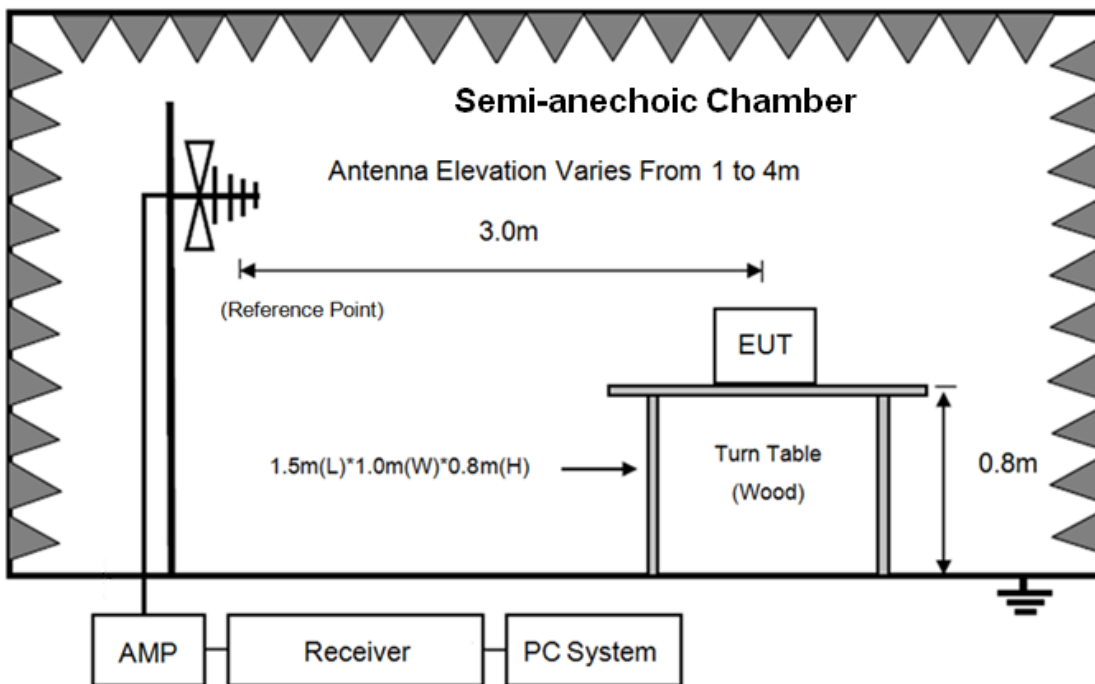 Semi-anechoic Chamber
Antenna Elevation Varies From 1 to 4m
3.0m
(Reference Point)
EUT
1.5m(L)*1.0m(W)*0.8m(H)
Turn Table
(Wood)
0.8m
AMP
Receiver
PC System